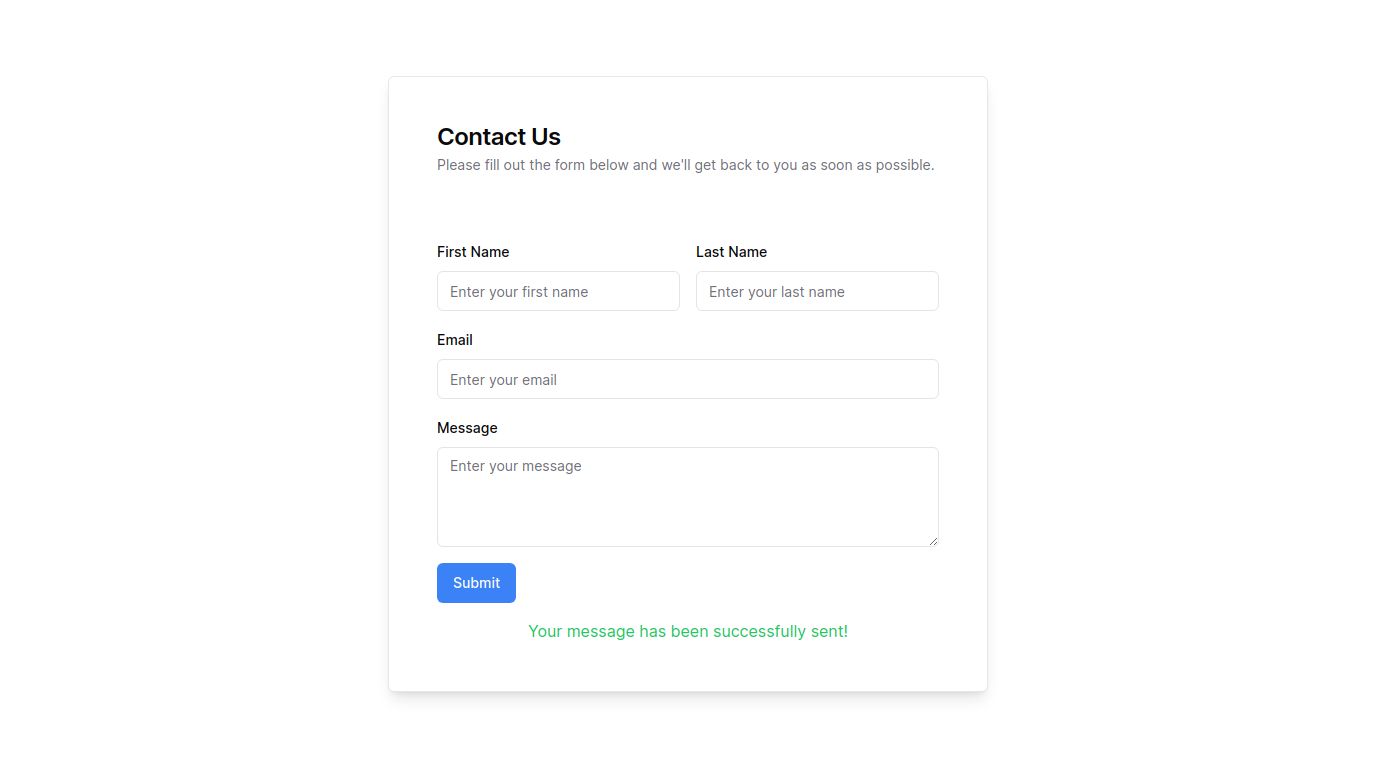 Contact Us
Please fill out the form below and we'll get back to you as soon as possible.
First Name
Last Name
Enter your first name
Enter your last name
Email
Enter your email
Message
Enter your message
Submit
Your message has been successfully sent!